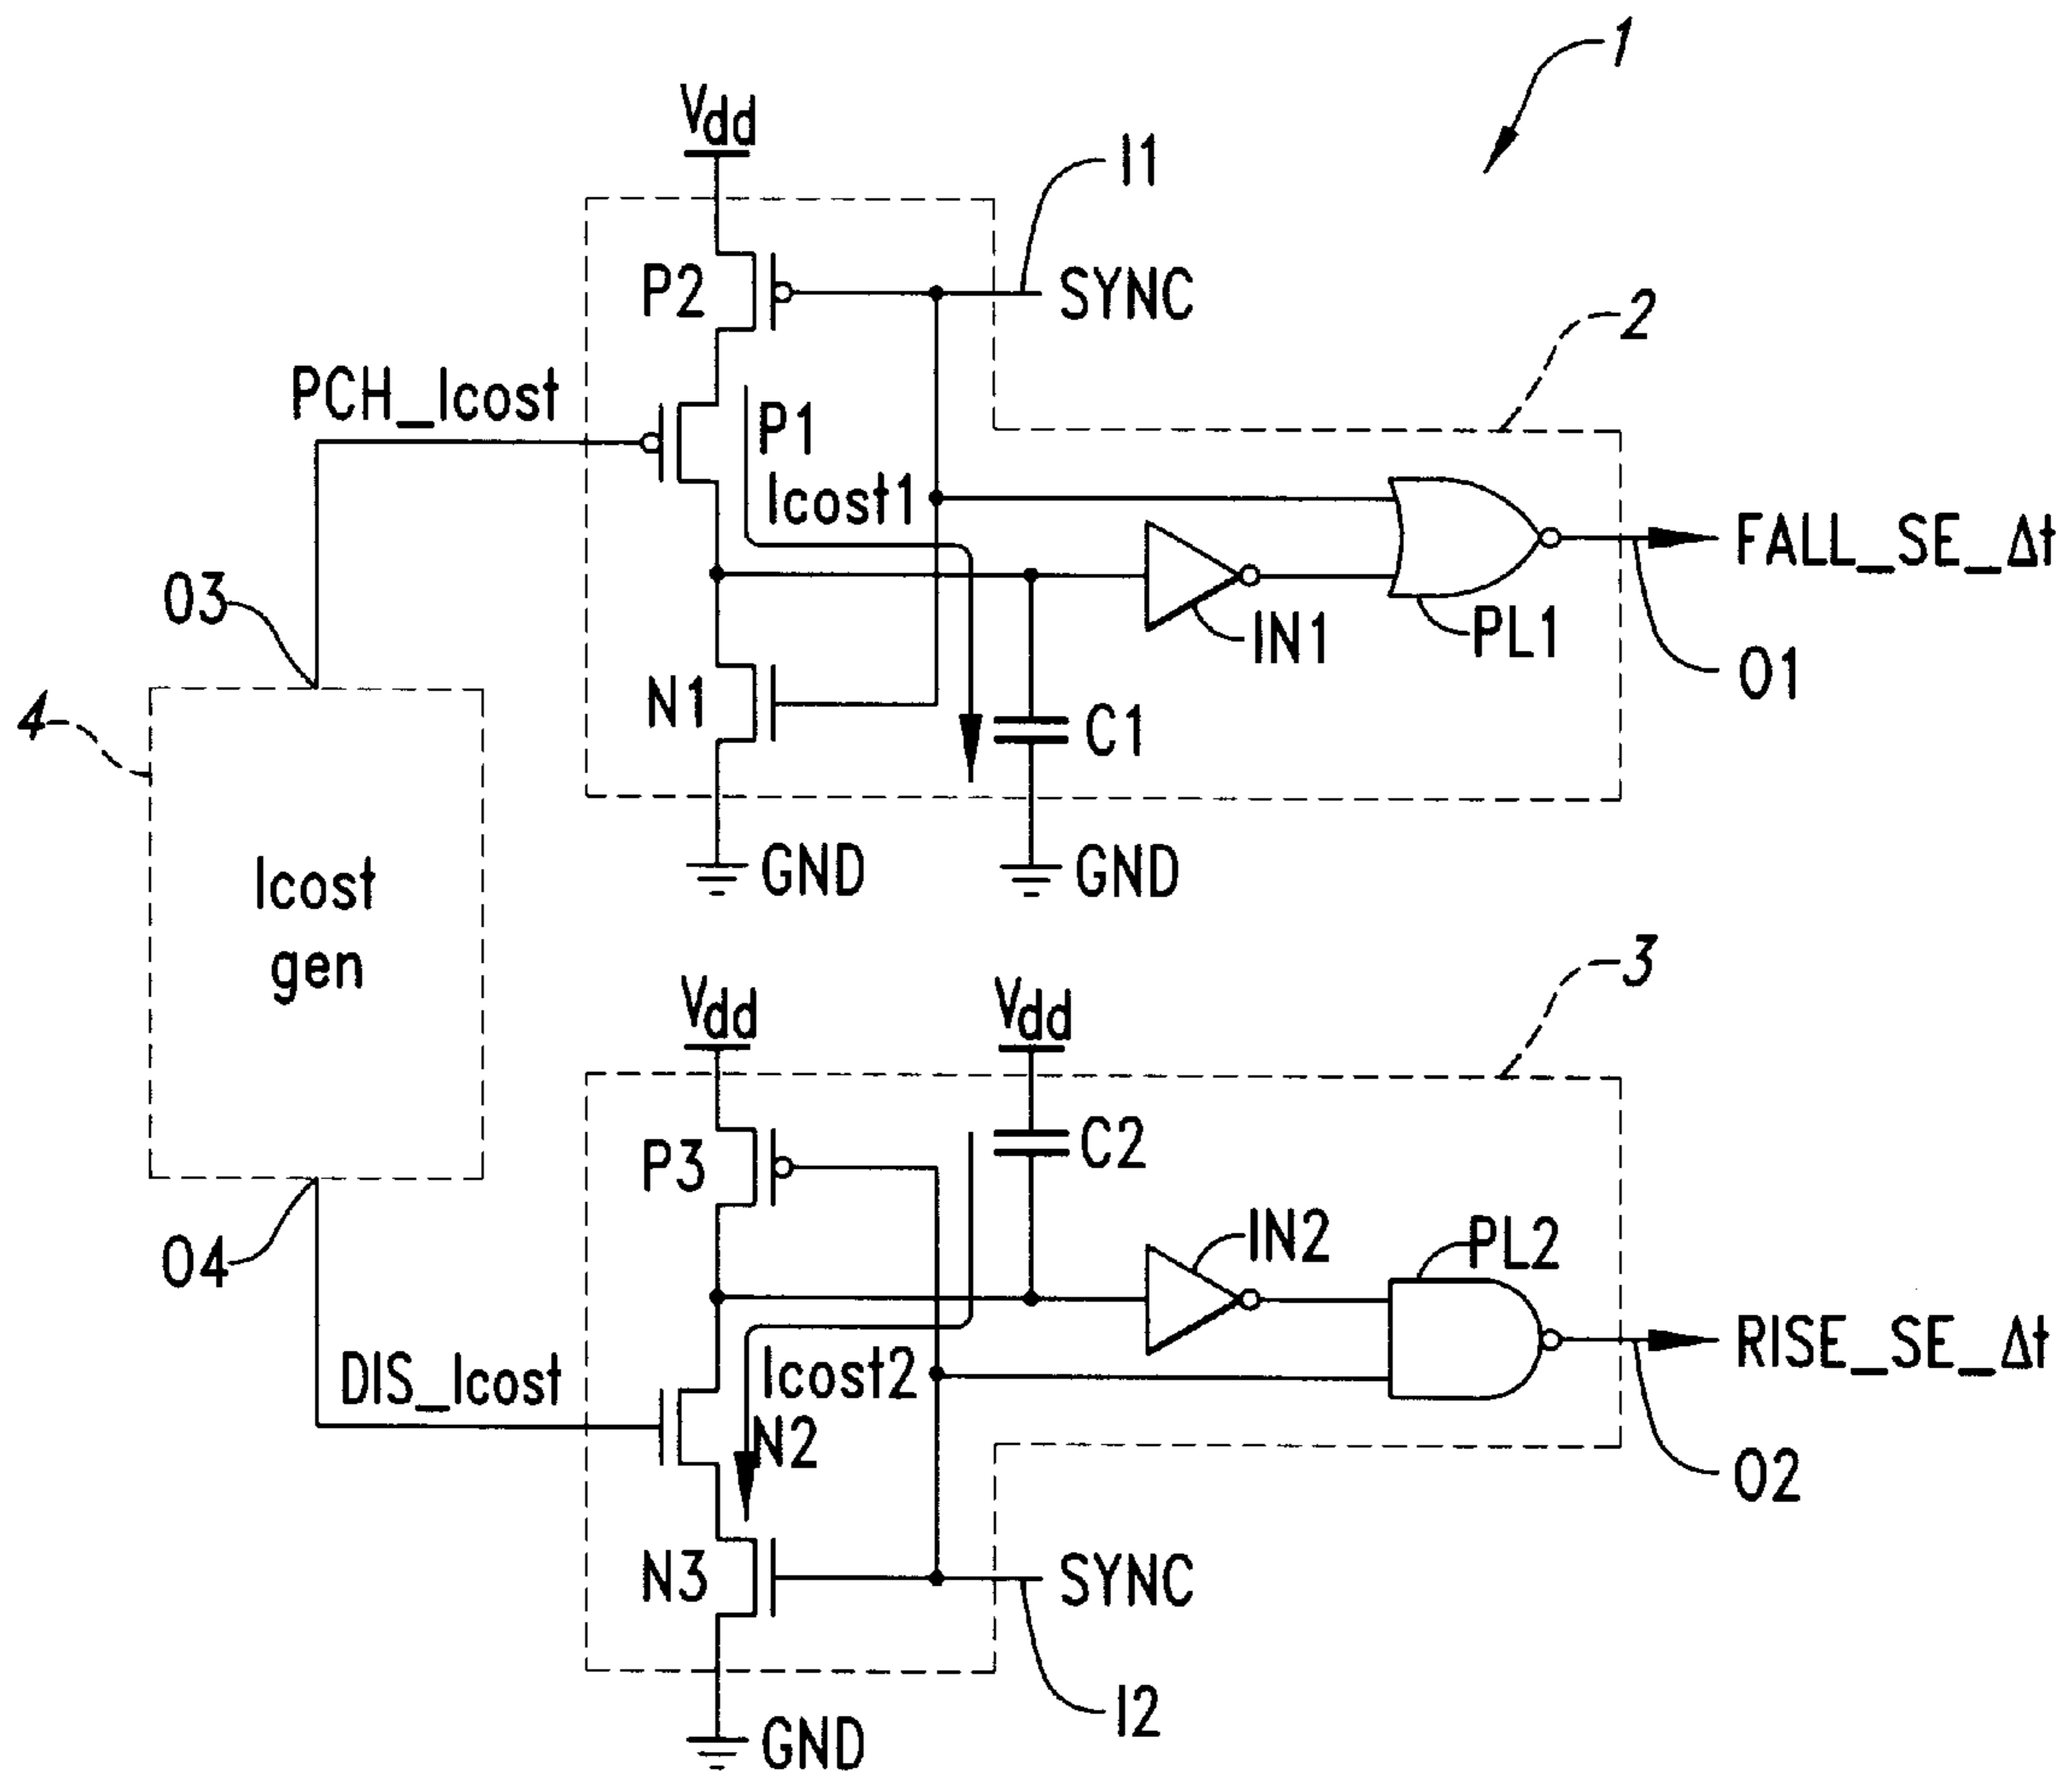 1
Vdd
I1
P2
SYNC
2
PCH_Icost
P1
Icost1
FALL_SE_Δt
O3
IN1
PL1
O1
4
N1
C1
GND
GND
Icost
gen
3
Vdd
Vdd
P3
C2
IN2
PL2
O4
RISE_SE_Δt
DIS_Icost
Icost2
N2
O2
N3
SYNC
I2
GND